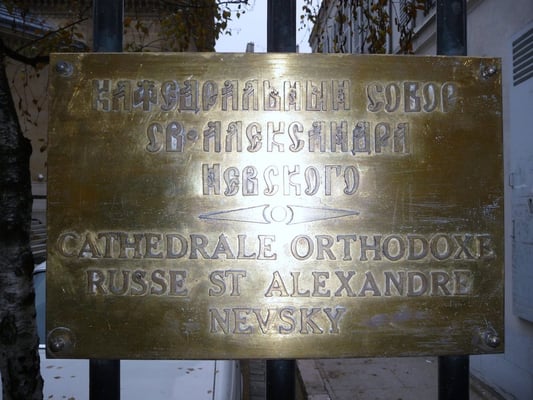 КАФЕДРАЛЬНЫЙ СОБОР
СВ·АЛЕКСАНДРА
НЕВСКОГО
CATHEDRALE ORTHODOXE
RUSSE ST ALEXANDRE
NEVSKY